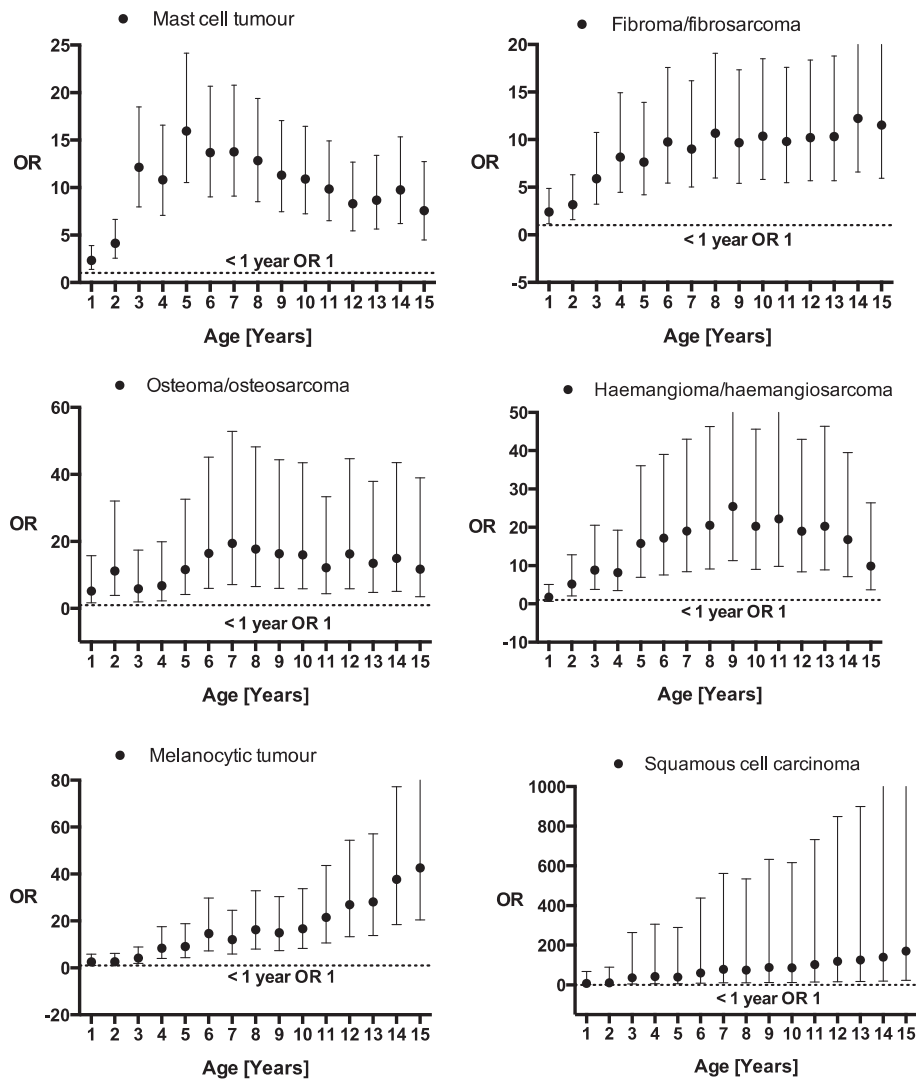 Mast cell tumour
25
20
15
10
5
0
OR
< 1 year OR 1
1 2 3 4 5 6 7 8 9 10 11 12 13 14 15
Age [Years]
Fibroma/fibrosarcoma
20
15
10
5
0
-5
OR
< 1 year OR 1
1 2 3 4 5 6 7 8 9 10 11 12 13 14 15
Age [Years]
Osteoma/osteosarcoma
60
40
20
0
OR
< 1 year OR 1
1 2 3 4 5 6 7 8 9 10 11 12 13 14 15
Age [Years]
Haemangioma/haemangiosarcoma
50
40
30
20
10
0
-10
OR
< 1 year OR 1
1 2 3 4 5 6 7 8 9 10 11 12 13 14 15
Age [Years]
Melanocytic tumour
80
60
40
20
0
-20
OR
< 1 year OR 1
1 2 3 4 5 6 7 8 9 10 11 12 13 14 15
Age [Years]
Squamous cell carcinoma
1000
800
600
400
200
0
OR
< 1 year OR 1
1 2 3 4 5 6 7 8 9 10 11 12 13 14 15
Age [Years]